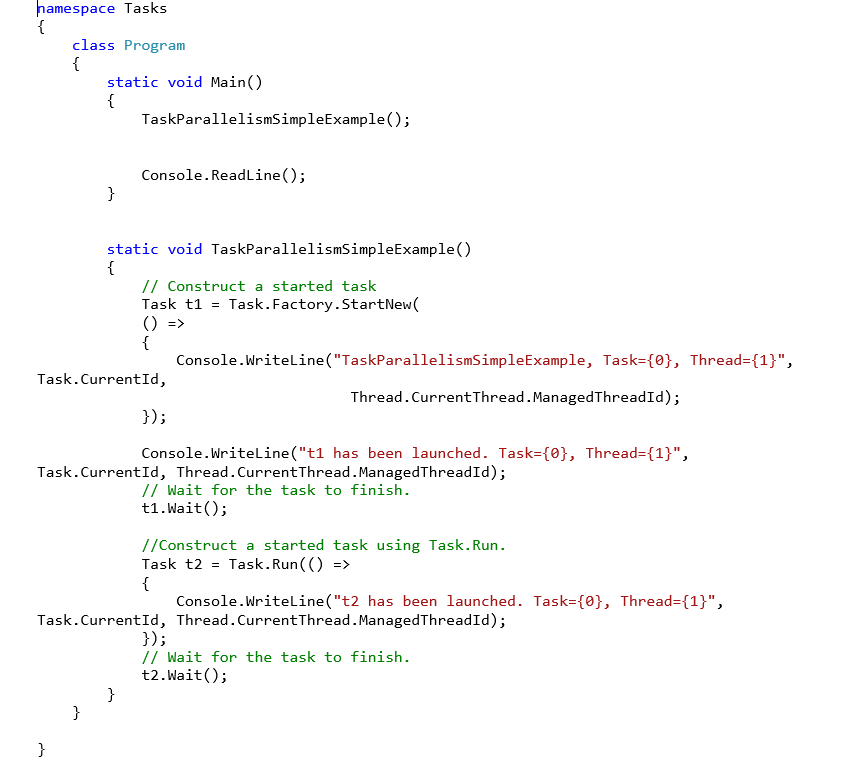 namespace Tasks
{
    class Program
    {
        static void Main()
        {
            TaskParallelismSimpleExample();


            Console.ReadLine();
        }


        static void TaskParallelismSimpleExample()
        {
            // Construct a started task
            Task t1 = Task.Factory.StartNew(
            () =>
            {
                Console.WriteLine("TaskParallelismSimpleExample, Task={0}, Thread={1}",
Task.CurrentId,
                                    Thread.CurrentThread.ManagedThreadId);
            });

            Console.WriteLine("t1 has been launched. Task={0}, Thread={1}",
Task.CurrentId, Thread.CurrentThread.ManagedThreadId);
            // Wait for the task to finish.
            t1.Wait();

            //Construct a started task using Task.Run.
            Task t2 = Task.Run(() =>
            {
                Console.WriteLine("t2 has been launched. Task={0}, Thread={1}",
Task.CurrentId, Thread.CurrentThread.ManagedThreadId);
            });
            // Wait for the task to finish.
            t2.Wait();
        }
    }

}